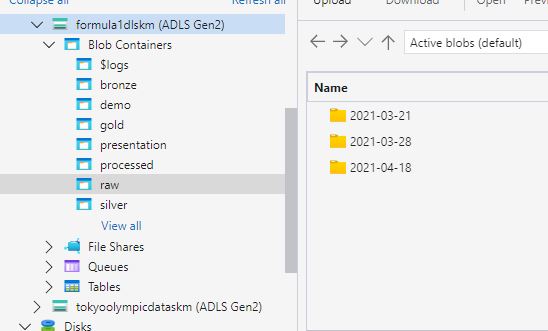 Collapse all
Refresh all
formula1dlskm (ADLS Gen2)
Blob Containers
$logs
bronze
demo
gold
presentation
processed
raw
silver
View all
File Shares
Queues
Tables
tokyoolympicdataskm (ADLS Gen2)
Disks
Upload
Open
Active blobs (default)
Name
2021-03-21
2021-03-28
2021-04-18